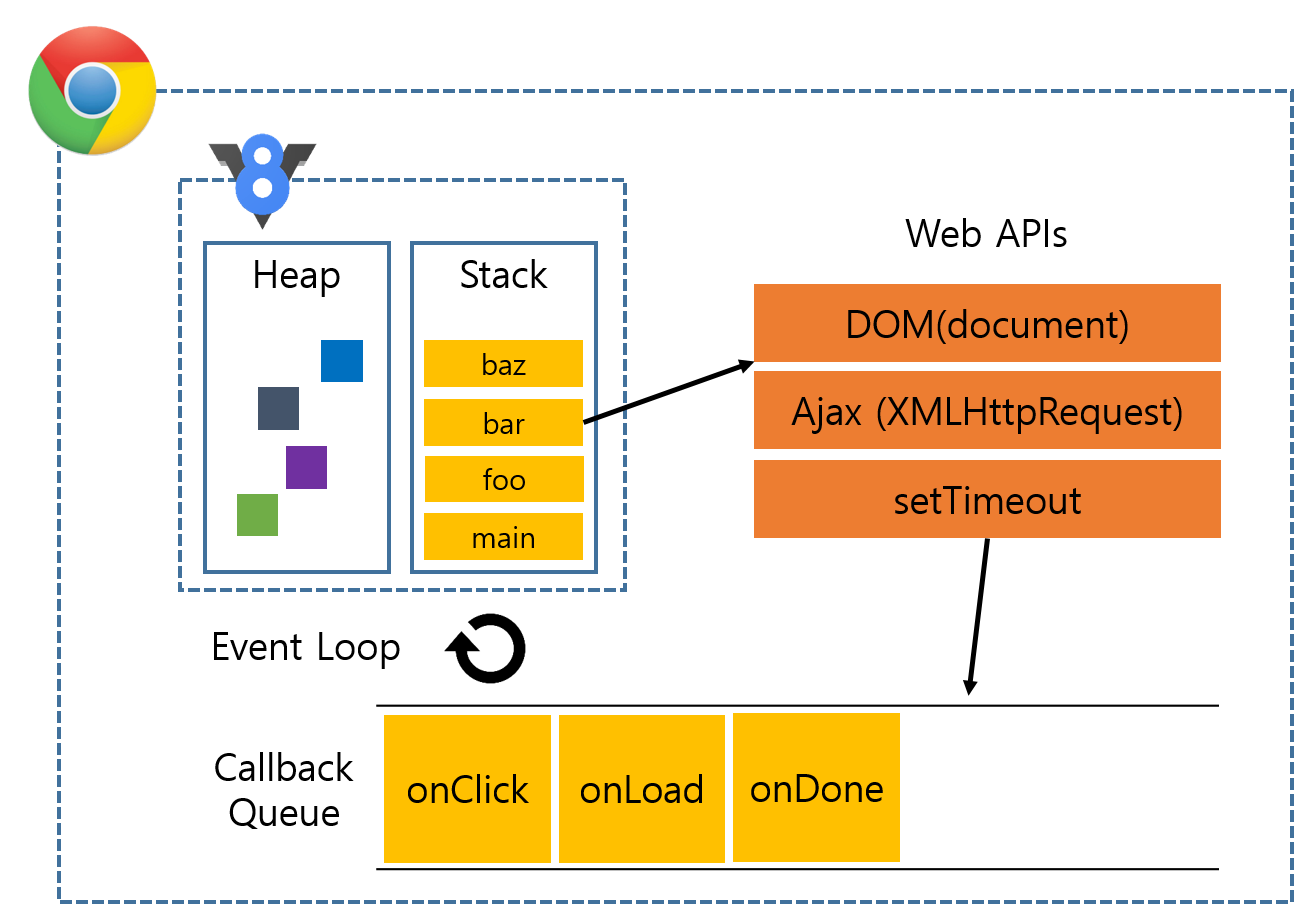 8
Heap
Stack
baz
bar
foo
main
Web APIs
DOM(document)
Ajax (XMLHttpRequest)
setTimeout
Event Loop
Callback
Queue
onClick
onLoad
onDone